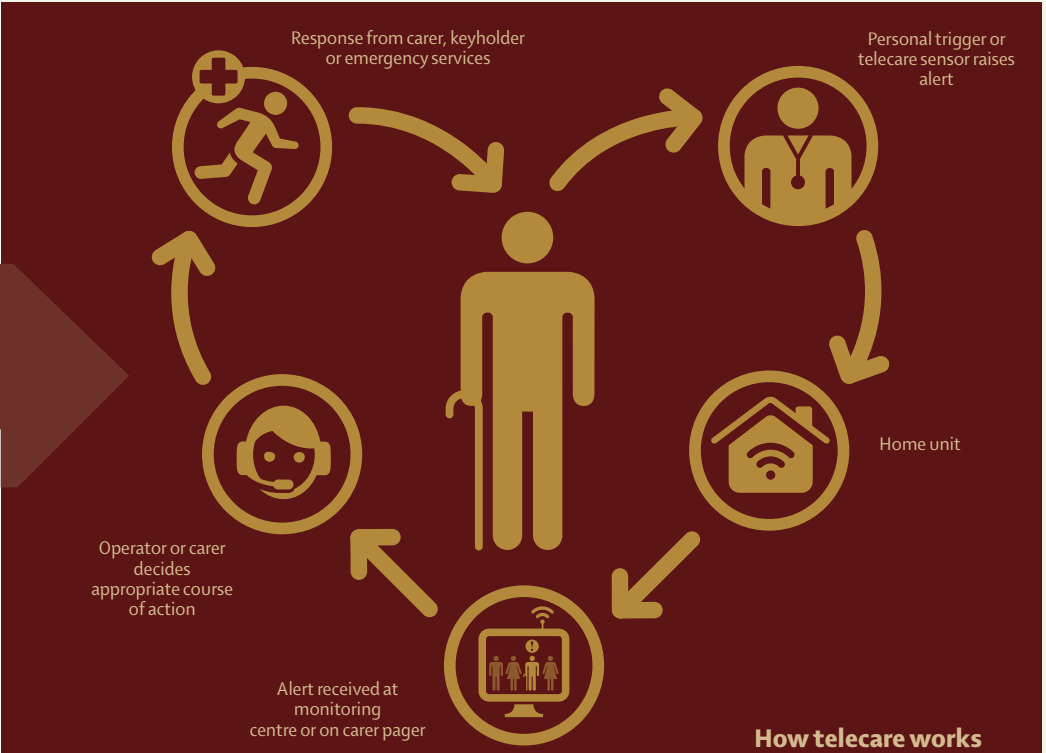 Response from carer, keyholder
or emergency services
Personal trigger or
telecare sensor raises
alert
Home unit
Operator or carer
decides
appropriate course
of action
Alert received at
monitoring
centre or on carer pager
How telecare works